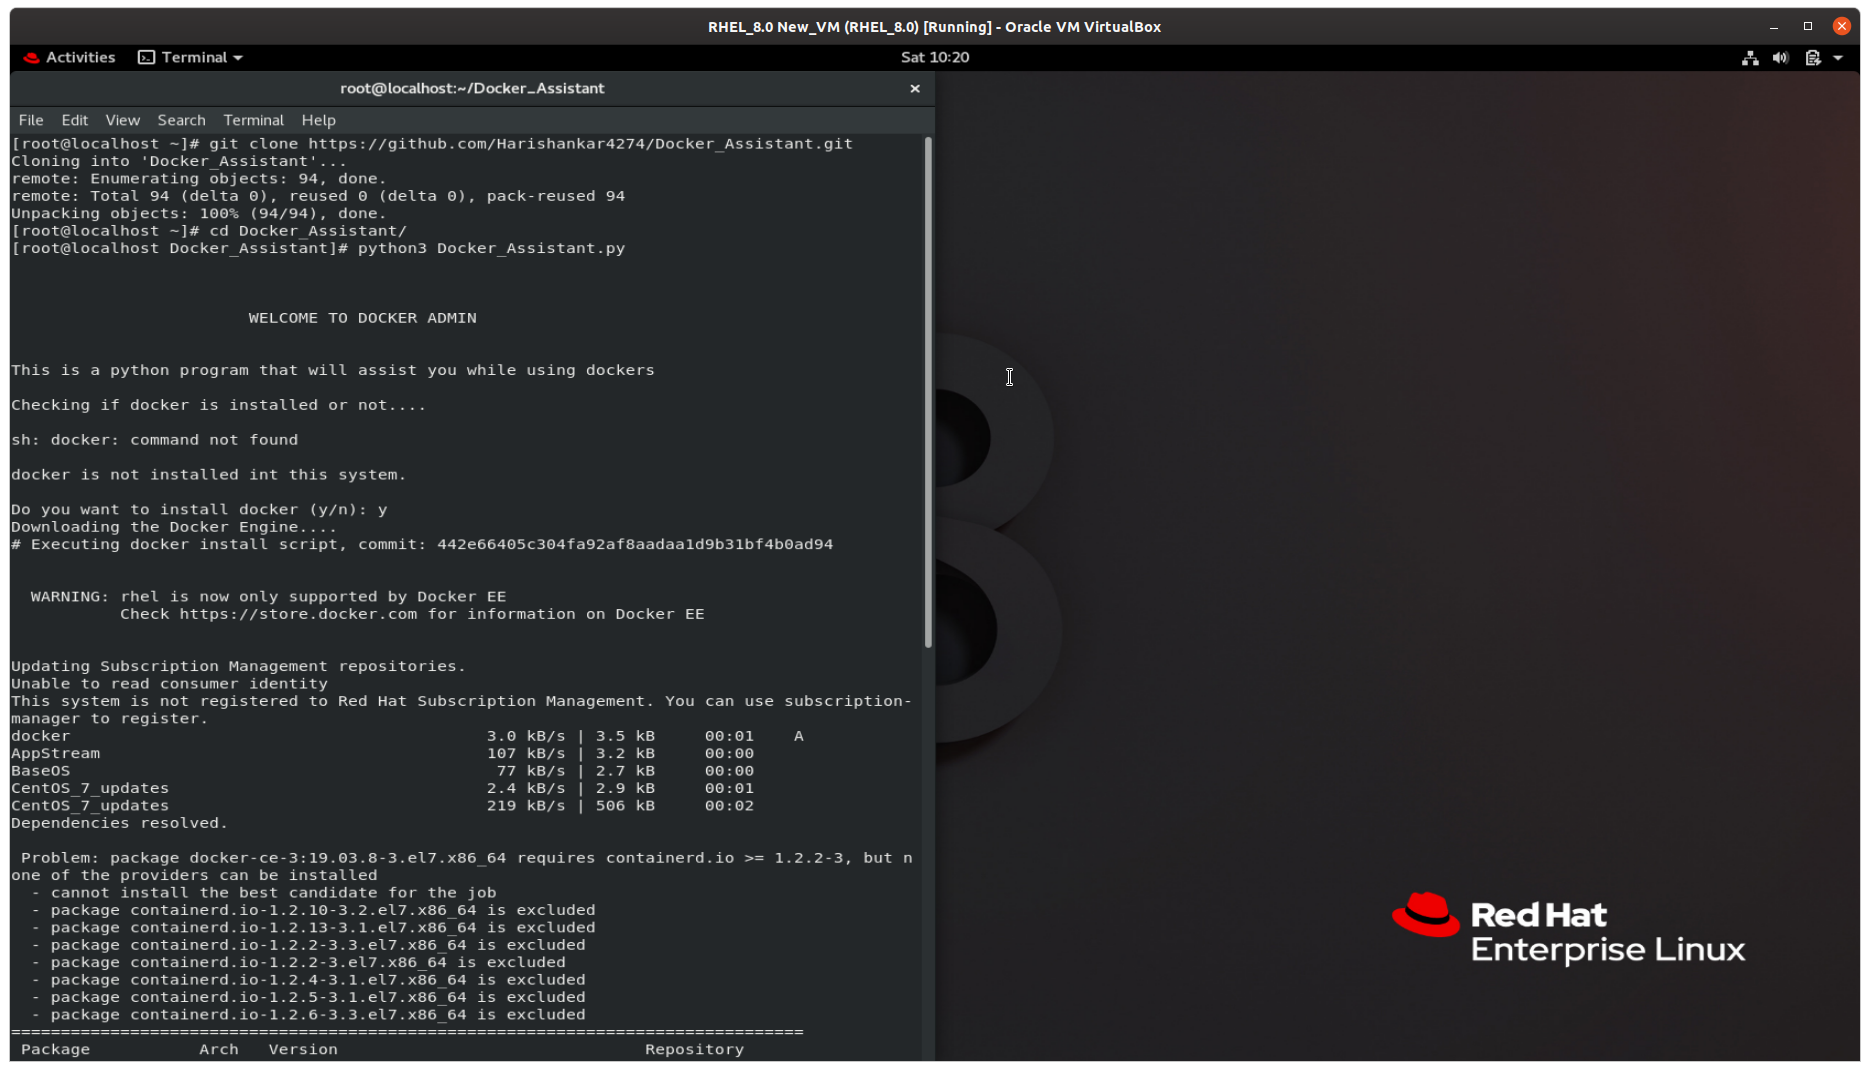 RHEL_8.0 New_VM (RHEL_8.0) [Running] - Oracle VM VirtualBox
Activities Terminal Sat 10:20
root@localhost:~/Docker_Assistant
File Edit View Search Terminal Help
[root@localhost ~]# git clone https://github.com/Harishankar4274/Docker_Assistant.git
Cloning into 'Docker_Assistant'...
remote: Enumerating objects: 94, done.
remote: Total 94 (delta 0), reused 0 (delta 0), pack-reused 94
Unpacking objects: 100% (94/94), done.
[root@localhost ~]# cd Docker_Assistant/
[root@localhost Docker_Assistant]# python3 Docker_Assistant.py
WELCOME TO DOCKER ADMIN
This is a python program that will assist you while using dockers
Checking if docker is installed or not....
sh: docker: command not found
docker is not installed int this system.
Do you want to install docker (y/n): y
Downloading the Docker Engine....
# Executing docker install script, commit: 442e66405c304fa92af8aadaa1d9b31bf4b0ad94
WARNING: rhel is now only supported by Docker EE
Check https://store.docker.com for information on Docker EE
Updating Subscription Management repositories.
Unable to read consumer identity
This system is not registered to Red Hat Subscription Management. You can use subscription-
manager to register.
docker 3.0 kB/s | 3.5 kB 00:01 A
AppStream 107 kB/s | 3.2 kB 00:00
BaseOS 77 kB/s | 2.7 kB 00:00
CentOS_7_updates 2.4 kB/s | 2.9 kB 00:01
CentOS_7_updates 219 kB/s | 506 kB 00:02
Dependencies resolved.
Problem: package docker-ce-3:19.03.8-3.el7.x86_64 requires containerd.io >= 1.2.2-3, but n
one of the providers can be installed
- cannot install the best candidate for the job
- package containerd.io-1.2.10-3.2.el7.x86_64 is excluded
- package containerd.io-1.2.13-3.1.el7.x86_64 is excluded
- package containerd.io-1.2.2-3.3.el7.x86_64 is excluded
- package containerd.io-1.2.2-3.el7.x86_64 is excluded
- package containerd.io-1.2.4-3.1.el7.x86_64 is excluded
- package containerd.io-1.2.5-3.1.el7.x86_64 is excluded
- package containerd.io-1.2.6-3.3.el7.x86_64 is excluded
================================================================================
Package Arch Version Repository
Red Hat
Enterprise Linux